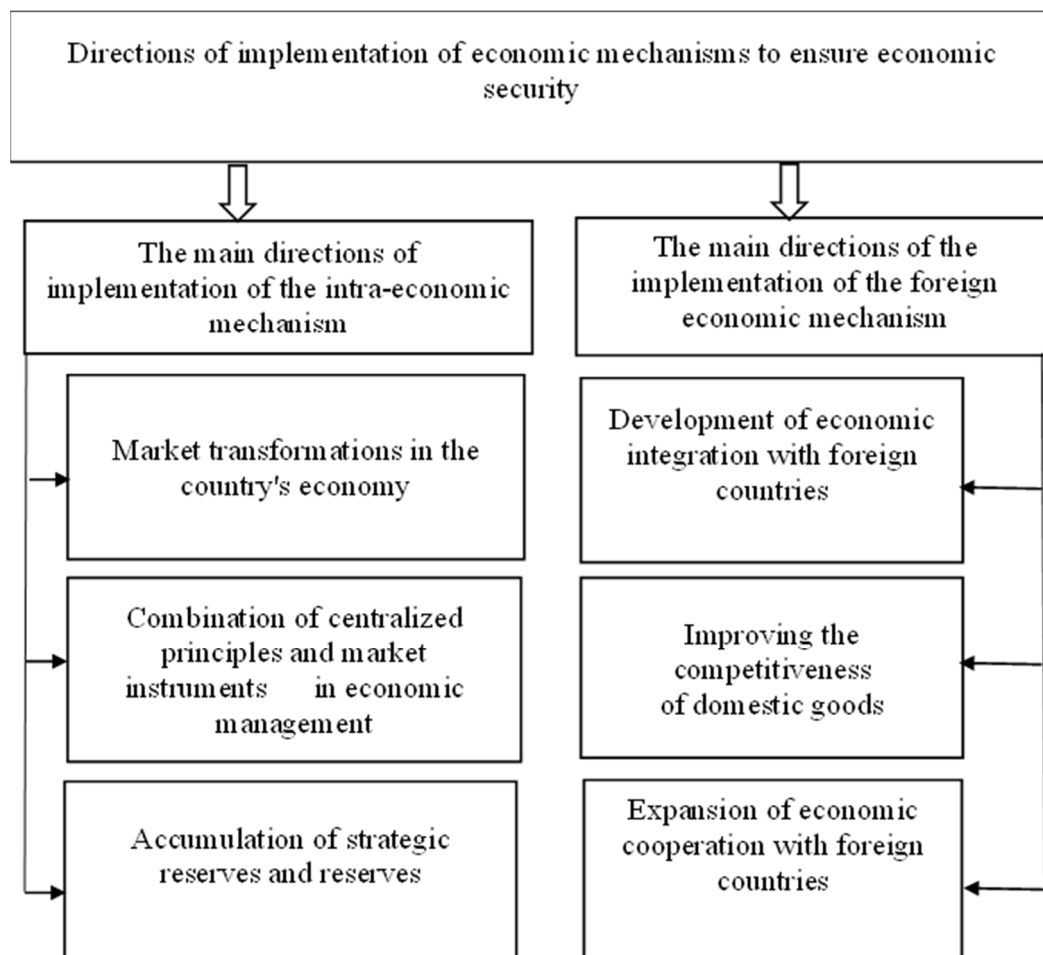 Directions of implementation of economic mechanisms to ensure economic
security
The main directions of
implementation of the intra-economic
mechanism
The main directions of the
implementation of the foreign
economic mechanism
Market transformations in the
country's economy
Development of economic
integration with foreign
countries
Combination of centralized
principles and market
instruments in economic
management
Improving the
competitiveness
of domestic goods
Accumulation of strategic
reserves and reserves
Expansion of economic
cooperation with foreign
countries